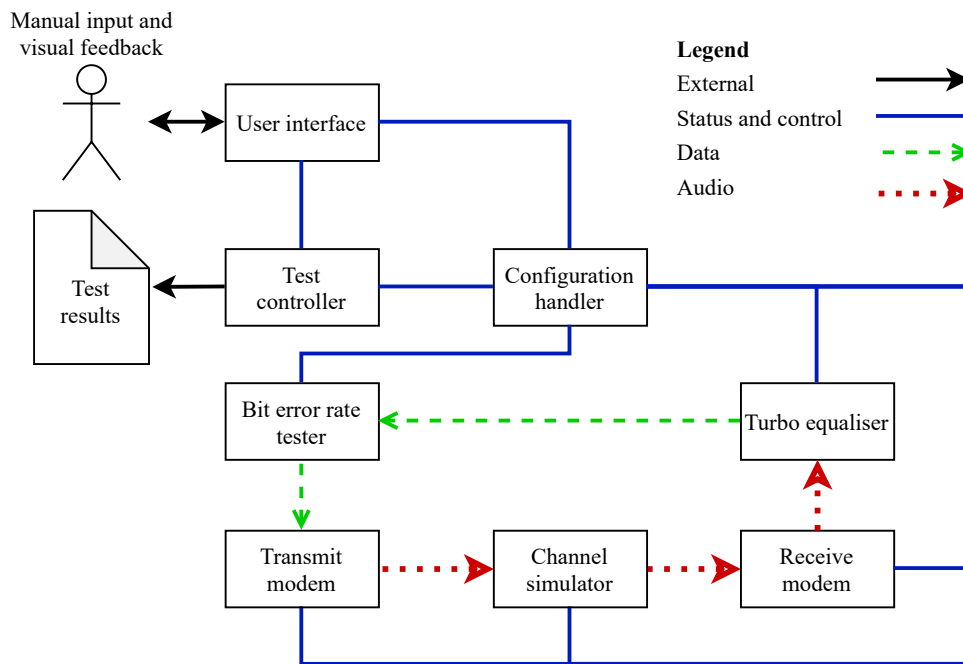 Manual input and
visual feedback
Legend
External
Status and control
Data
Audio
User interface
Test
results
Test
controller
Configuration
handler
Bit error rate
tester
Turbo equaliser
Transmit
modem
Channel
simulator
Receive
modem